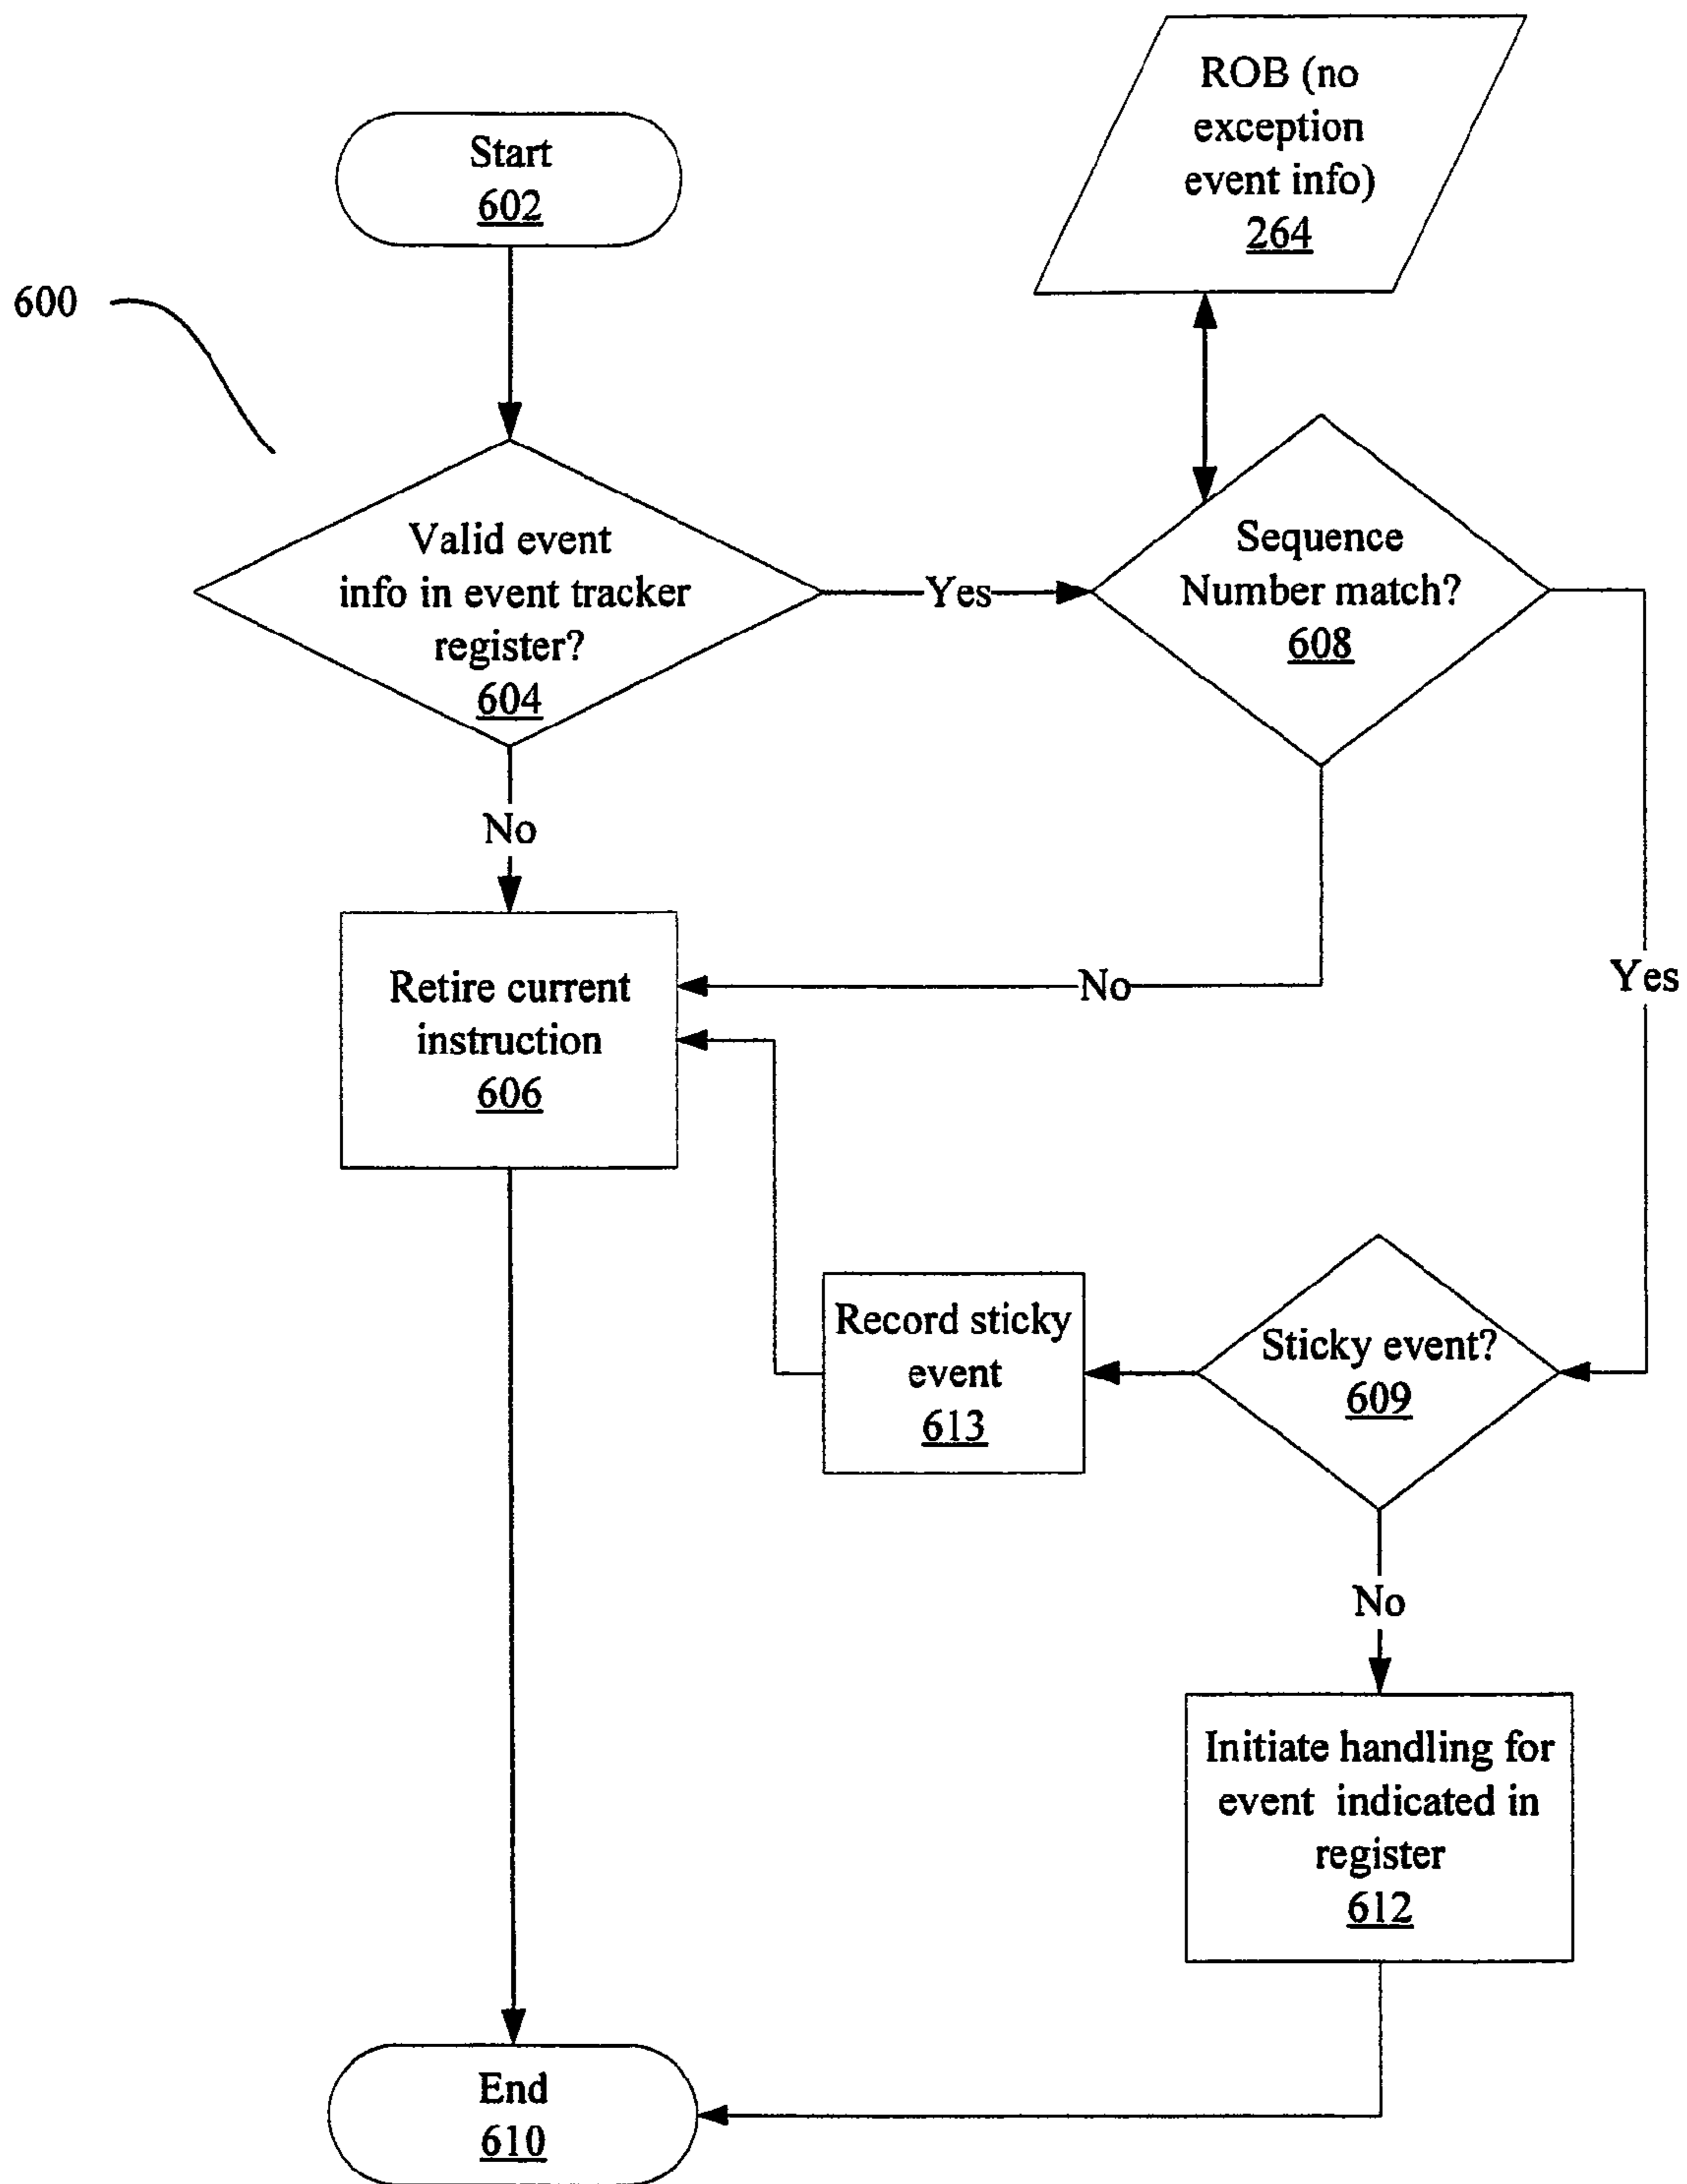 Start
602
ROB (no
exception
event info)
264
600
Valid event
info in event tracker
register?
604
Yes
Sequence
Number match?
608
No
Retire current
instruction
606
No
Yes
Record sticky
event
613
Sticky event?
609
No
Initiate handling for
event indicated in
register
612
End
610